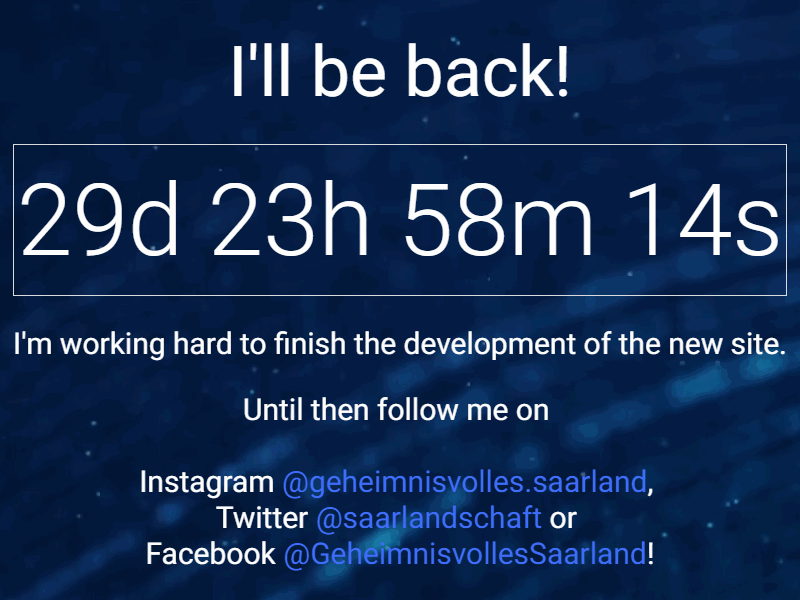 I'll be back!
29d 23h 58m 14s
I'm working hard to finish the development of the new site.
Until then follow me on
Instagram @geheimnisvolles.saarland,
Twitter @saarlandschaft or
Facebook @GeheimnisvollesSaarland!